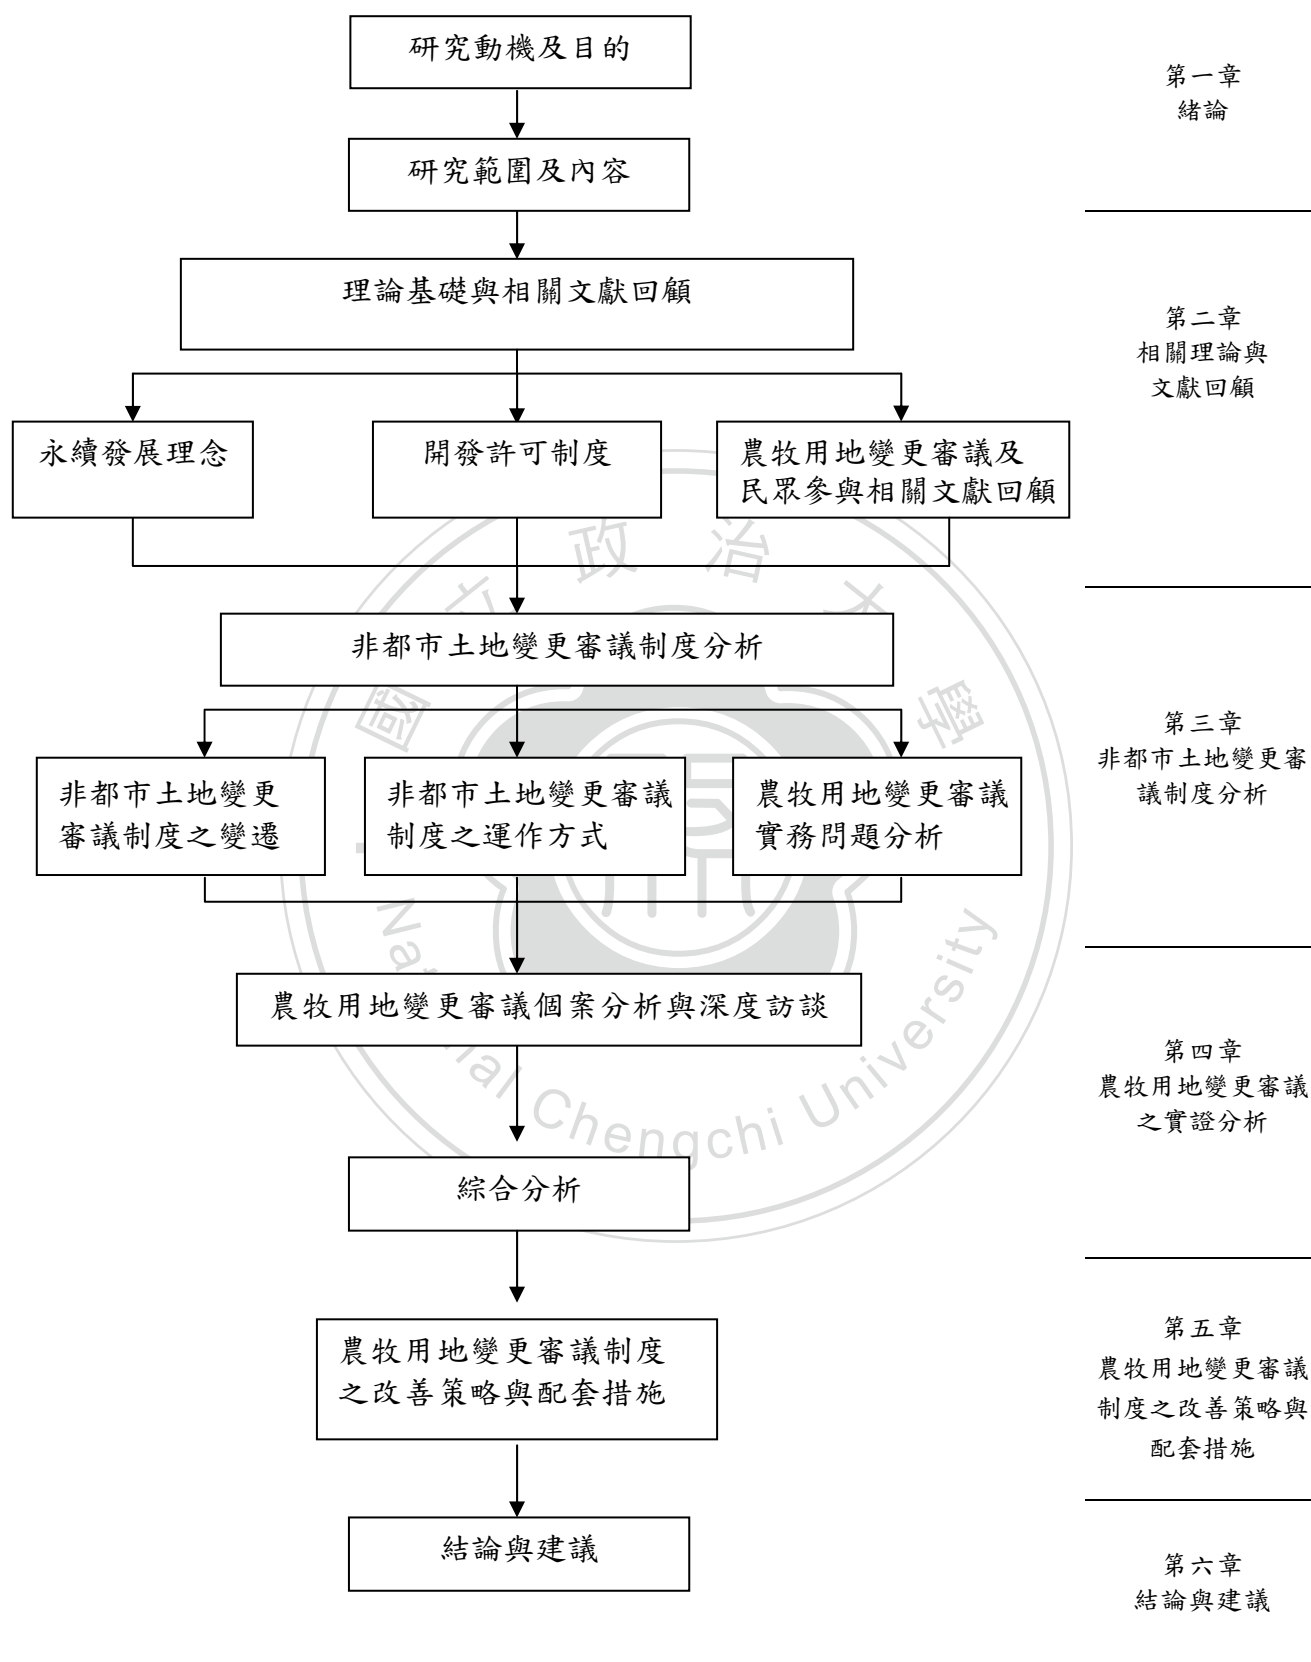 研究動機及目的
第一章
緒論
研究範圍及內容
理論基礎與相關文獻回顧
第二章
相關理論與
文獻回顧
永續發展理念
開發許可制度
農牧用地變更審議及
民眾參與相關文獻回顧
非都市土地變更審議制度分析
第三章
非都市土地變更審
議制度分析
非都市土地變更
審議制度之變遷
非都市土地變更審議
制度之運作方式
農牧用地變更審議
實務問題分析
農牧用地變更審議個案分析與深度訪談
第四章
農牧用地變更審議
之實證分析
綜合分析
農牧用地變更審議制度
之改善策略與配套措施
第五章
農牧用地變更審議
制度之改善策略與
配套措施
結論與建議
第六章
結論與建議
國立政治大學
National Chengchi University